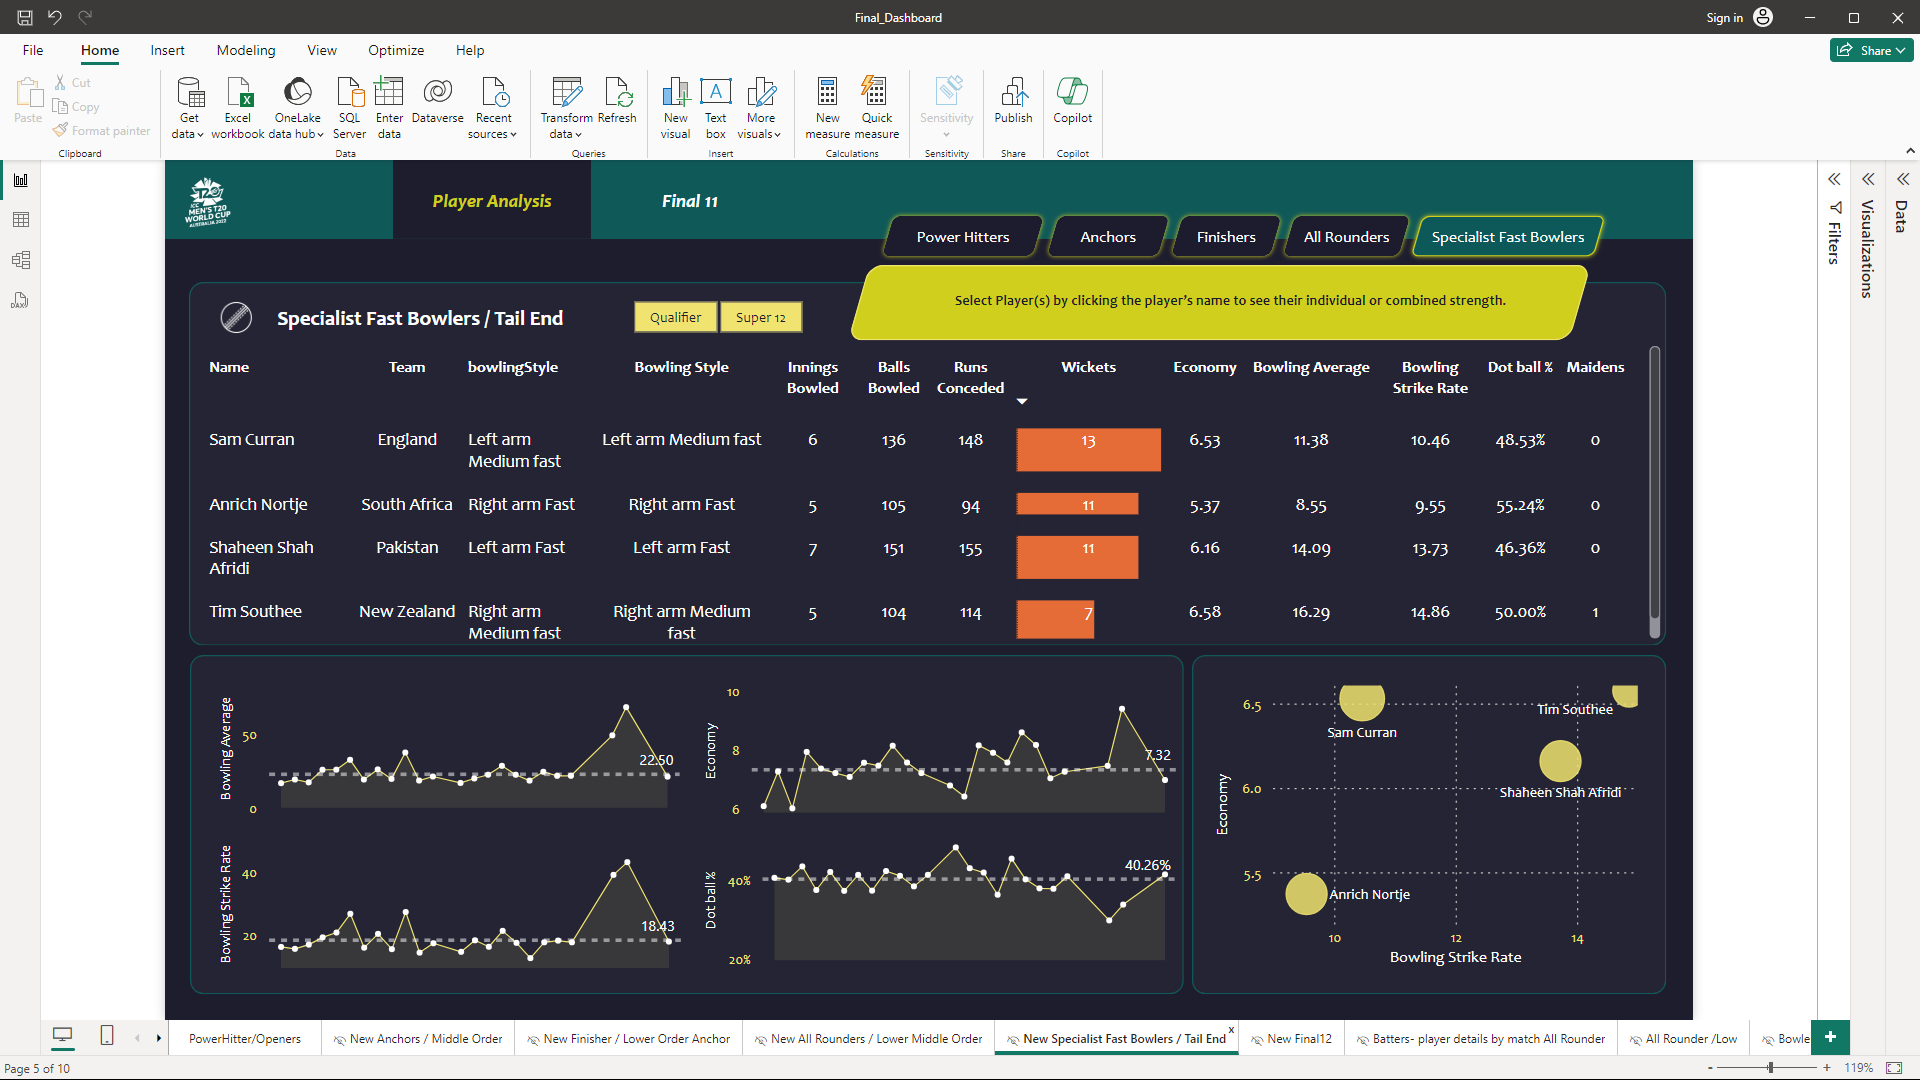 Final_Dashboard
Sign in
File
Home
Insert
Modeling
View
Optimize
Help
Share
Paste
Cut
Copy
Format painter
Clipboard
Get data
Excel workbook
OneLake data hub
SQL Server
Enter data
Dataverse
Recent sources
Data
Transform data
Refresh
Queries
New visual
Text box
More visuals
Insert
New measure
Quick measure
Calculations
Sensitivity
Sensitivity
Publish
Share
Copilot
Copilot
ICC
MEN'S T20
WORLD CUP
AUSTRALIA 2022
Player Analysis
Final 11
Power Hitters
Anchors
Finishers
All Rounders
Specialist Fast Bowlers
Select Player(s) by clicking the player's name to see their individual or combined strength.
Specialist Fast Bowlers / Tail End
Qualifier
Super 12
Name Team bowlingStyle Bowling Style Innings Bowled Balls Bowled Runs Conceded Wickets Economy Bowling Average Bowling Strike Rate Dot ball % Maidens
Sam Curran England Left arm Medium fast Left arm Medium fast 6 136 148 13 6.53 11.38 10.46 48.53% 0
Anrich Nortje South Africa Right arm Fast Right arm Fast 5 105 94 11 5.37 8.55 9.55 55.24% 0
Shaheen Shah Afridi Pakistan Left arm Fast Left arm Fast 7 151 155 11 6.16 14.09 13.73 46.36% 0
Tim Southee New Zealand Right arm Medium fast Right arm Medium fast 5 104 114 7 6.58 16.29 14.86 50.00% 1
Bowling Average
50
0
22.50
Economy
10
8
6
7.32
Bowling Strike Rate
40
20
18.43
Dot ball %
40%
20%
40.26%
Economy
6.5
6.0
5.5
Tim Southee
Sam Curran
Shaheen Shah Afridi
Anrich Nortje
10
12
14
Bowling Strike Rate
Filters
Visualizations
Data
PowerHitter/Openers
New Anchors / Middle Order
New Finisher / Lower Order Anchor
New All Rounders / Lower Middle Order
New Specialist Fast Bowlers / Tail End
x
New Final12
Batters- player details by match All Rounder
All Rounder /Low
Bowle
+
Page 5 of 10
- + 119%